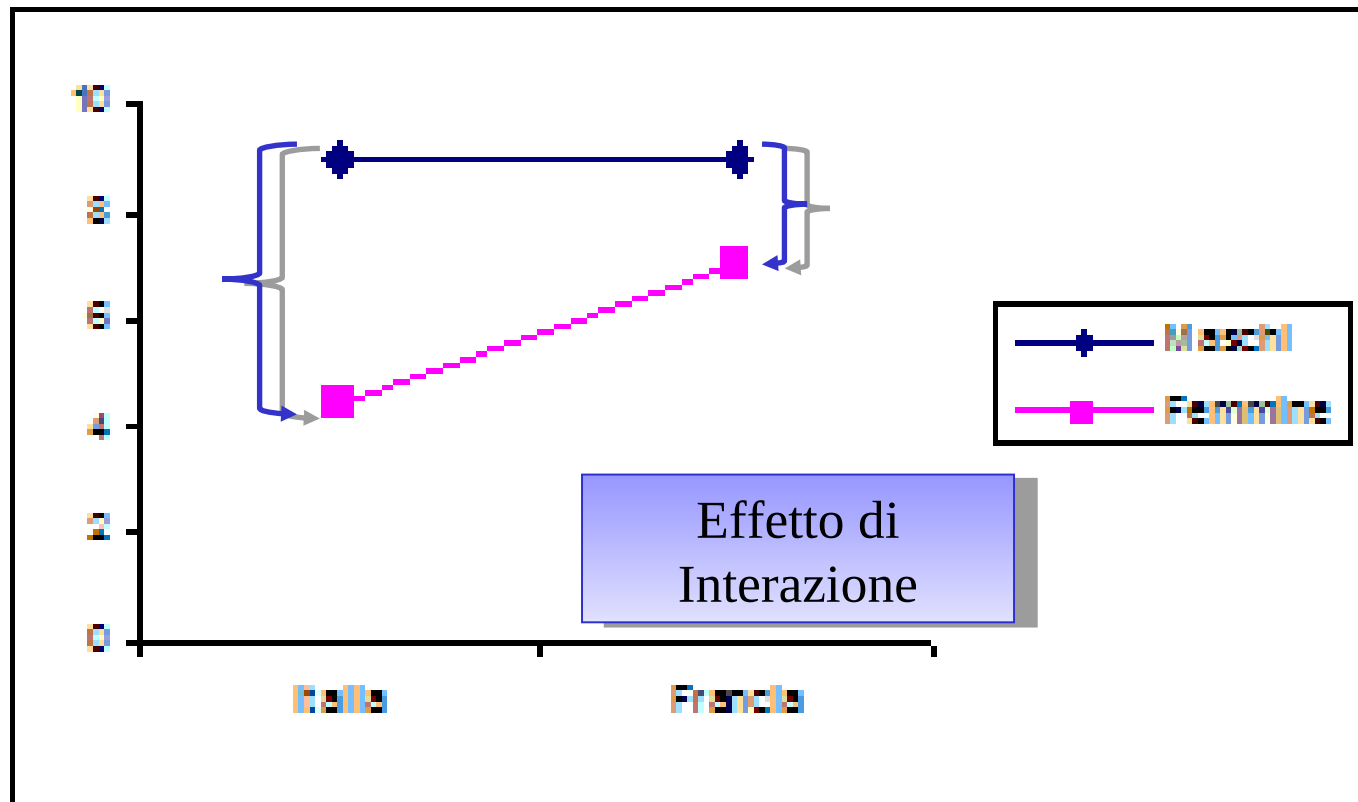 10
8
6
4
2
0
Italia
Francia
Maschi
Femmine
Effetto di
Interazione